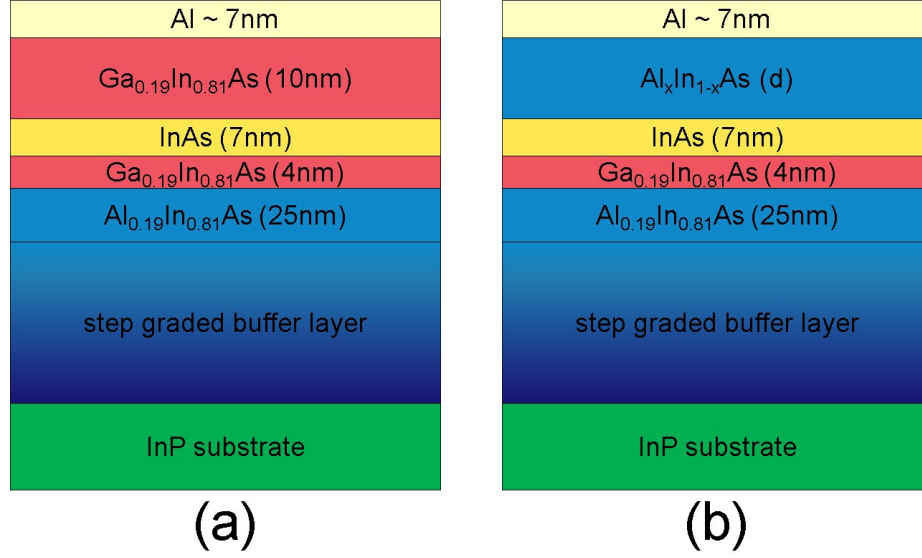 Al ~ 7nm
Ga₀.₁₉In₀.₈₁As (10nm)
InAs (7nm)
Ga₀.₁₉In₀.₈₁As (4nm)
Al₀.₁₉In₀.₈₁As (25nm)
step graded buffer layer
InP substrate
(a)
Al ~ 7nm
AlₓIn₁₋ₓAs (d)
InAs (7nm)
Ga₀.₁₉In₀.₈₁As (4nm)
Al₀.₁₉In₀.₈₁As (25nm)
step graded buffer layer
InP substrate
(b)